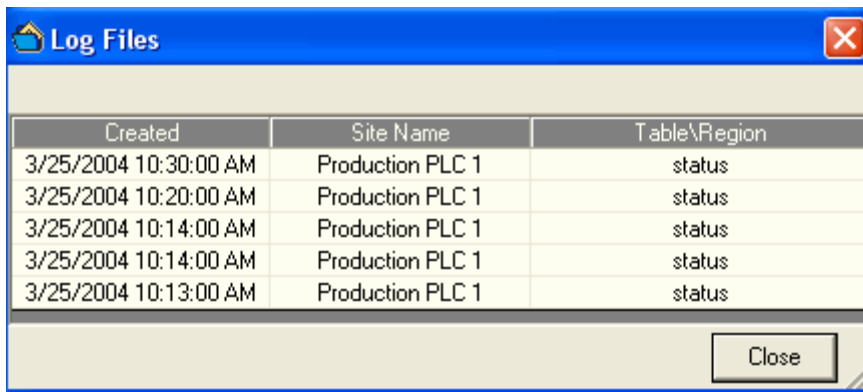 Log Files
Created Site Name Table\Region
3/25/2004 10:30:00 AM Production PLC 1 status
3/25/2004 10:20:00 AM Production PLC 1 status
3/25/2004 10:14:00 AM Production PLC 1 status
3/25/2004 10:14:00 AM Production PLC 1 status
3/25/2004 10:13:00 AM Production PLC 1 status
Close